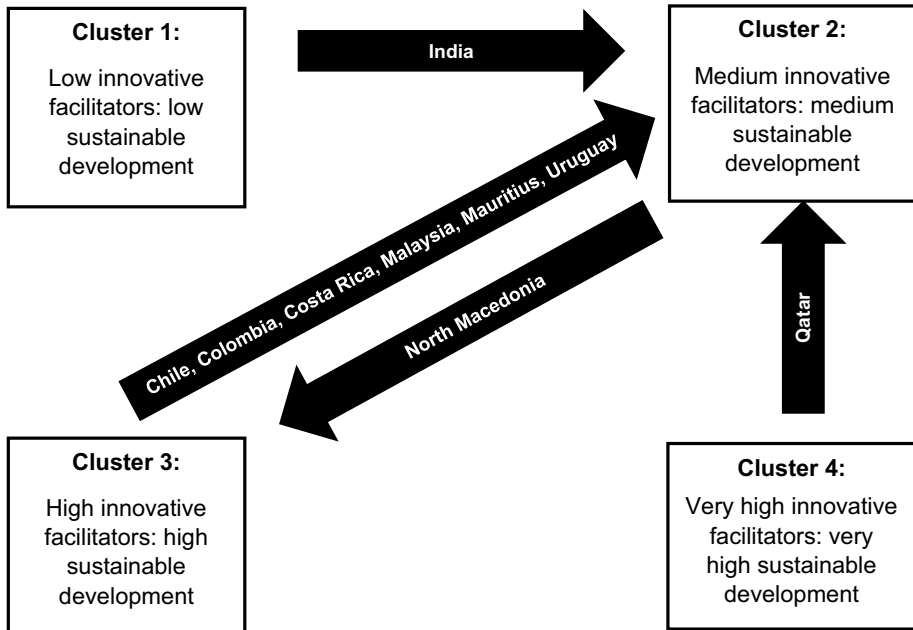 Cluster 1:
Low innovative
facilitators: low
sustainable
development
India
Cluster 2:
Medium innovative
facilitators: medium
sustainable
development
Chile, Colombia, Costa Rica, Malaysia, Mauritius, Uruguay
North Macedonia
Qatar
Cluster 3:
High innovative
facilitators: high
sustainable
development
Cluster 4:
Very high innovative
facilitators: very
high sustainable
development